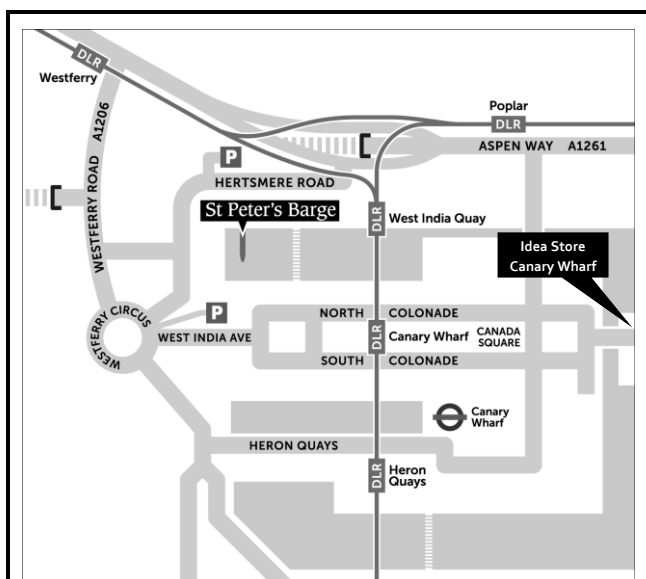 DLR
Westferry
Poplar
DLR
ASPEN WAY A1261
WESTFERRY ROAD A1206
P
HERTSMERE ROAD
St Peter's Barge
DLR
West India Quay
Idea Store
Canary Wharf
P
NORTH COLONADE
WESTFERRY CIRCUS
WEST INDIA AVE
DLR
Canary Wharf
CANADA
SQUARE
SOUTH COLONADE
Canary
Wharf
HERON QUAYS
DLR
Heron
Quays